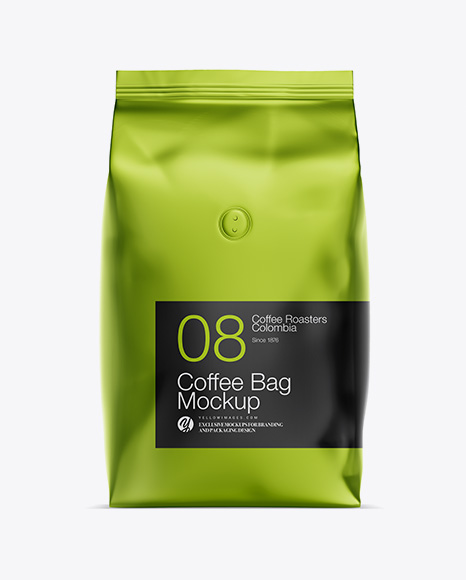 08
Coffee Roasters
Colombia
Since 1876
Coffee Bag
Mockup
YELLOWIMAGES.COM
EXCLUSIVE MOCKUPS FOR BRANDING
AND PACKAGING DESIGN